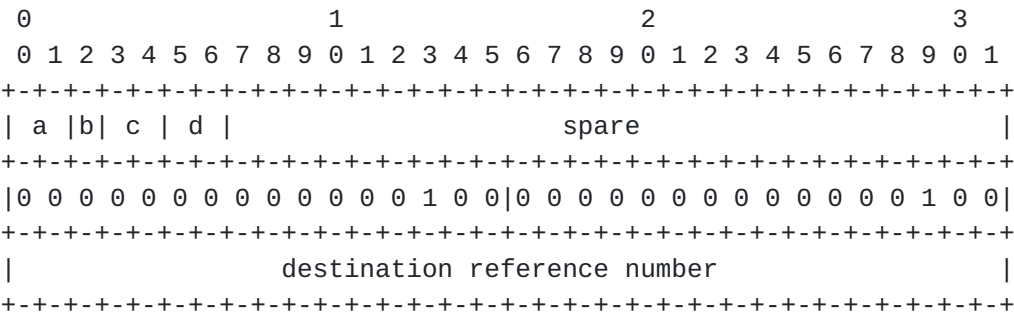 0                   1                   2                   3
 0 1 2 3 4 5 6 7 8 9 0 1 2 3 4 5 6 7 8 9 0 1 2 3 4 5 6 7 8 9 0 1
+-+-+-+-+-+-+-+-+-+-+-+-+-+-+-+-+-+-+-+-+-+-+-+-+-+-+-+-+-+-+-+-+
| a |b| c | d |                     spare                       |
+-+-+-+-+-+-+-+-+-+-+-+-+-+-+-+-+-+-+-+-+-+-+-+-+-+-+-+-+-+-+-+-+
|0 0 0 0 0 0 0 0 0 0 0 0 0 1 0 0|0 0 0 0 0 0 0 0 0 0 0 0 0 1 0 0|
+-+-+-+-+-+-+-+-+-+-+-+-+-+-+-+-+-+-+-+-+-+-+-+-+-+-+-+-+-+-+-+-+
|                 destination reference number                  |
+-+-+-+-+-+-+-+-+-+-+-+-+-+-+-+-+-+-+-+-+-+-+-+-+-+-+-+-+-+-+-+-+